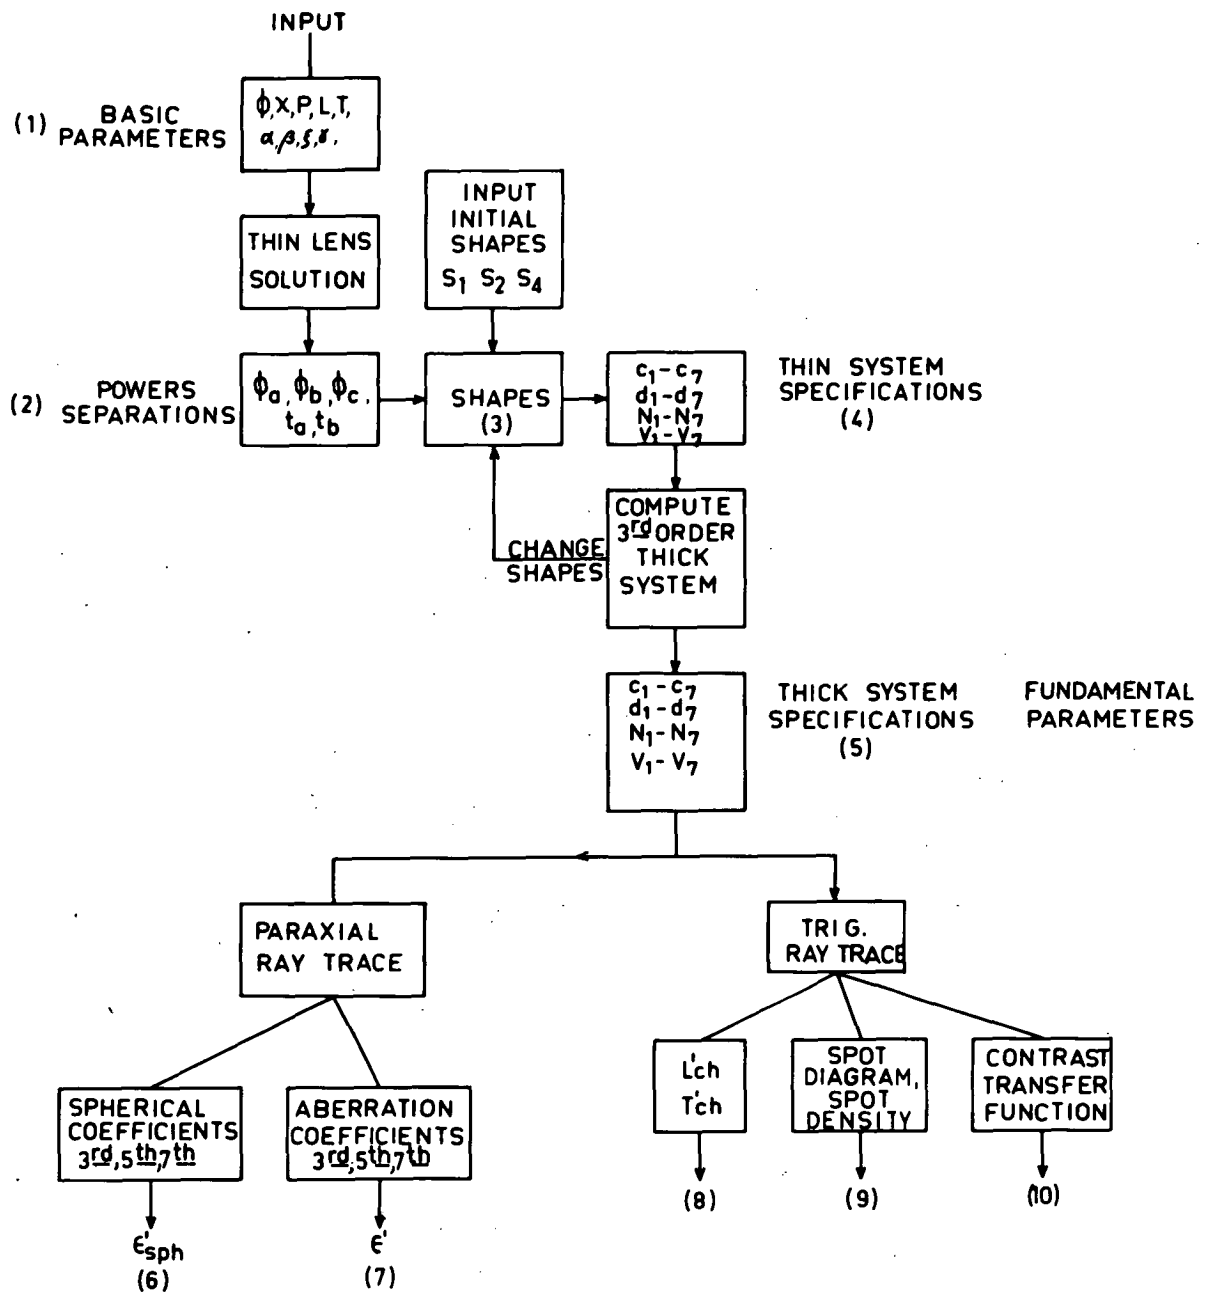 INPUT
(1) BASIC PARAMETERS
ϕ, X, P, L, T,
α, β, ξ, γ,
THIN LENS
SOLUTION
INPUT
INITIAL
SHAPES
S1 S2 S4
(2) POWERS SEPARATIONS
ϕa, ϕb, ϕc,
ta, tb
SHAPES
(3)
c1-c7
d1-d7
N1-N7
V1-V7
THIN SYSTEM
SPECIFICATIONS
(4)
CHANGE
SHAPES
COMPUTE
3rd ORDER
THICK
SYSTEM
c1-c7
d1-d7
N1-N7
V1-V7
THICK SYSTEM
SPECIFICATIONS
(5)
FUNDAMENTAL
PARAMETERS
PARAXIAL
RAY TRACE
TRIG.
RAY TRACE
SPHERICAL
COEFFICIENTS
3rd, 5th, 7th
ABERRATION
COEFFICIENTS
3rd, 5th, 7th
L'ch
T'ch
SPOT
DIAGRAM,
SPOT
DENSITY
CONTRAST
TRANSFER
FUNCTION
ϵ'sph
(6)
ϵ'
(7)
(8)
(9)
(10)